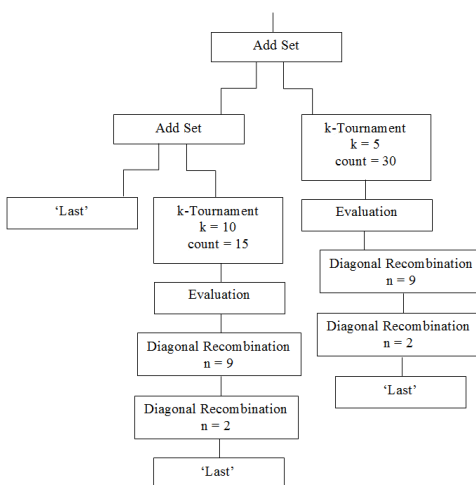 Add Set
Add Set
k-Tournament
k = 5
count = 30
‘Last’
k-Tournament
k = 10
count = 15
Evaluation
Evaluation
Diagonal Recombination
n = 9
Diagonal Recombination
n = 2
Diagonal Recombination
n = 9
‘Last’
Diagonal Recombination
n = 2
‘Last’